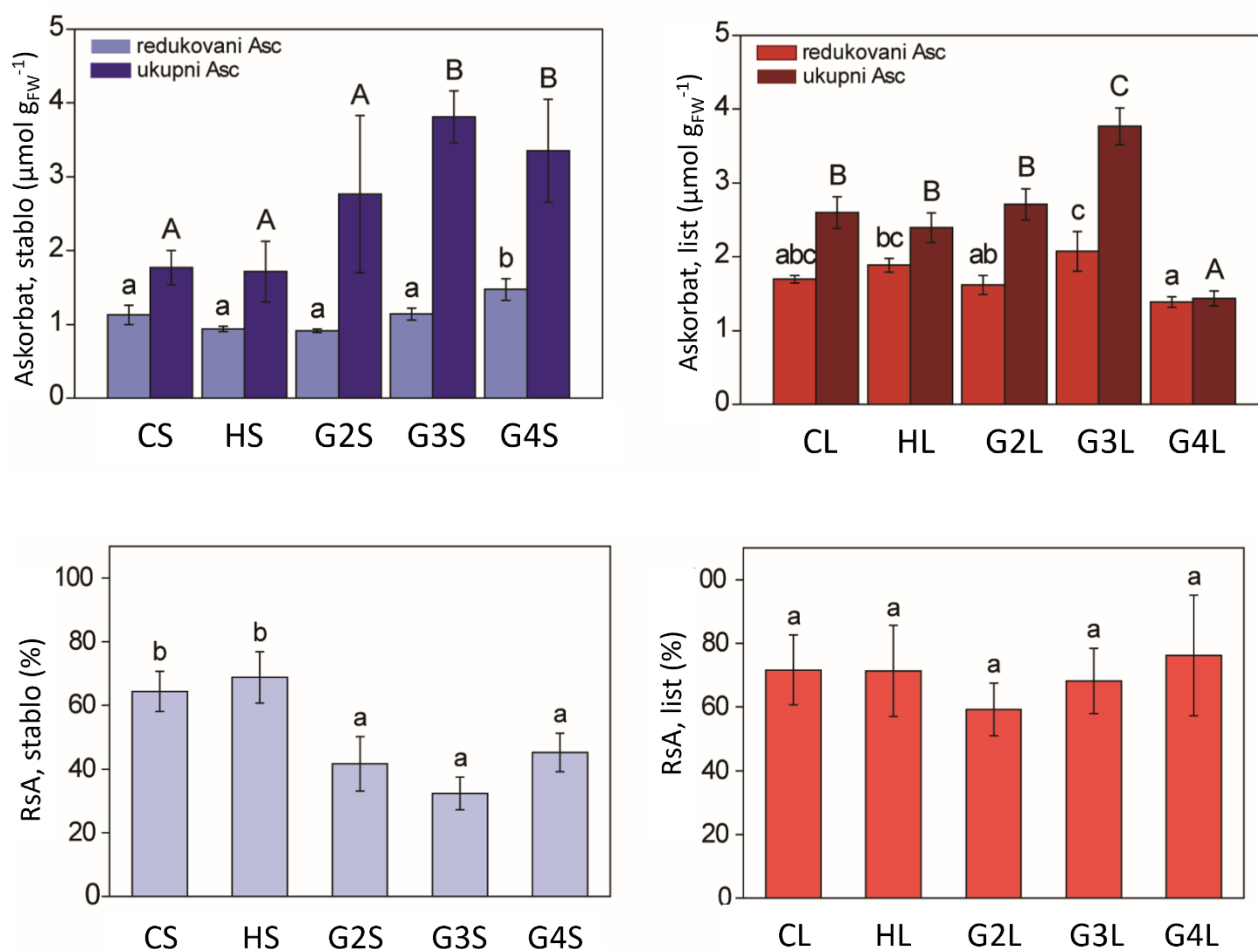 Askorbat, stablo (µmol g_FW⁻¹)
5
4
3
2
1
0
redukovani Asc
ukupni Asc
a A a A a A a B b B
CS HS G2S G3S G4S
Askorbat, list (µmol g_FW⁻¹)
5
4
3
2
1
0
redukovani Asc
ukupni Asc
abc B bc B ab B c C a A
CL HL G2L G3L G4L
RsA, stablo (%)
100
80
60
40
20
0
b b a a a
CS HS G2S G3S G4S
RsA, list (%)
00
80
60
40
20
0
a a a a a
CL HL G2L G3L G4L